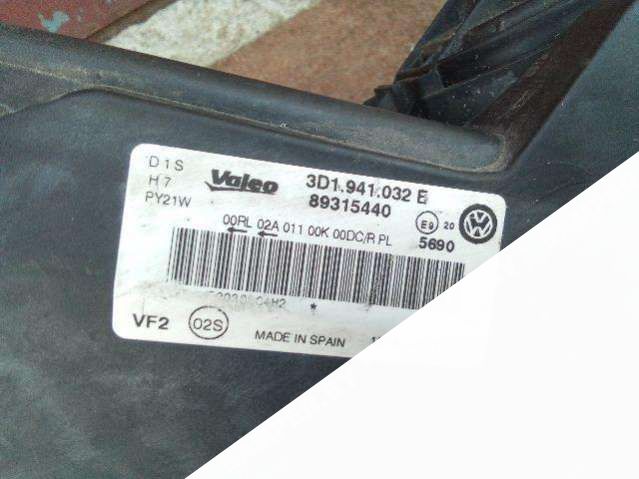 D1S
H7
PY21W
Valeo
3D1.941.032 E
89315440
E9 20
5690
00RL 02A 011 00K 00DC/R PL
*
VF2
02S
MADE IN SPAIN